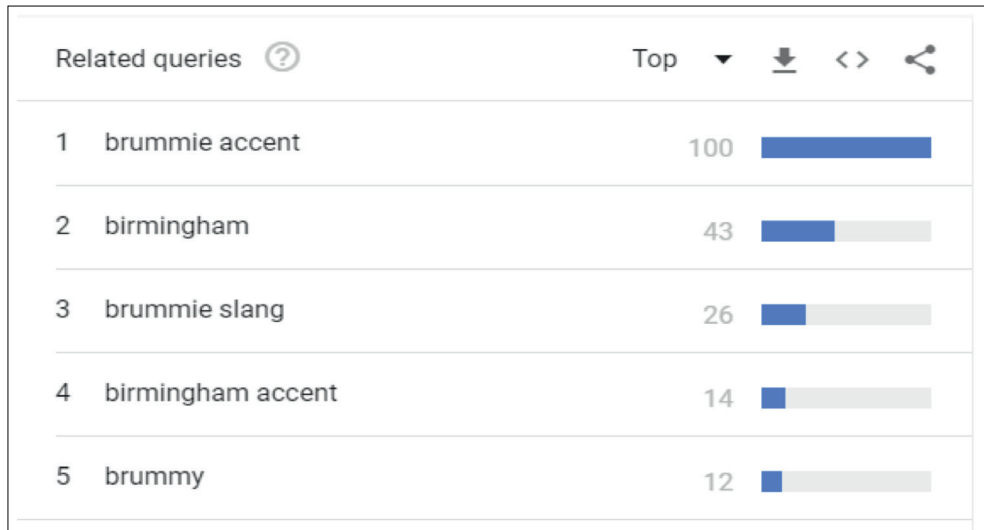 Related queries ? Top <>
1 brummie accent 100
2 birmingham 43
3 brummie slang 26
4 birmingham accent 14
5 brummy 12